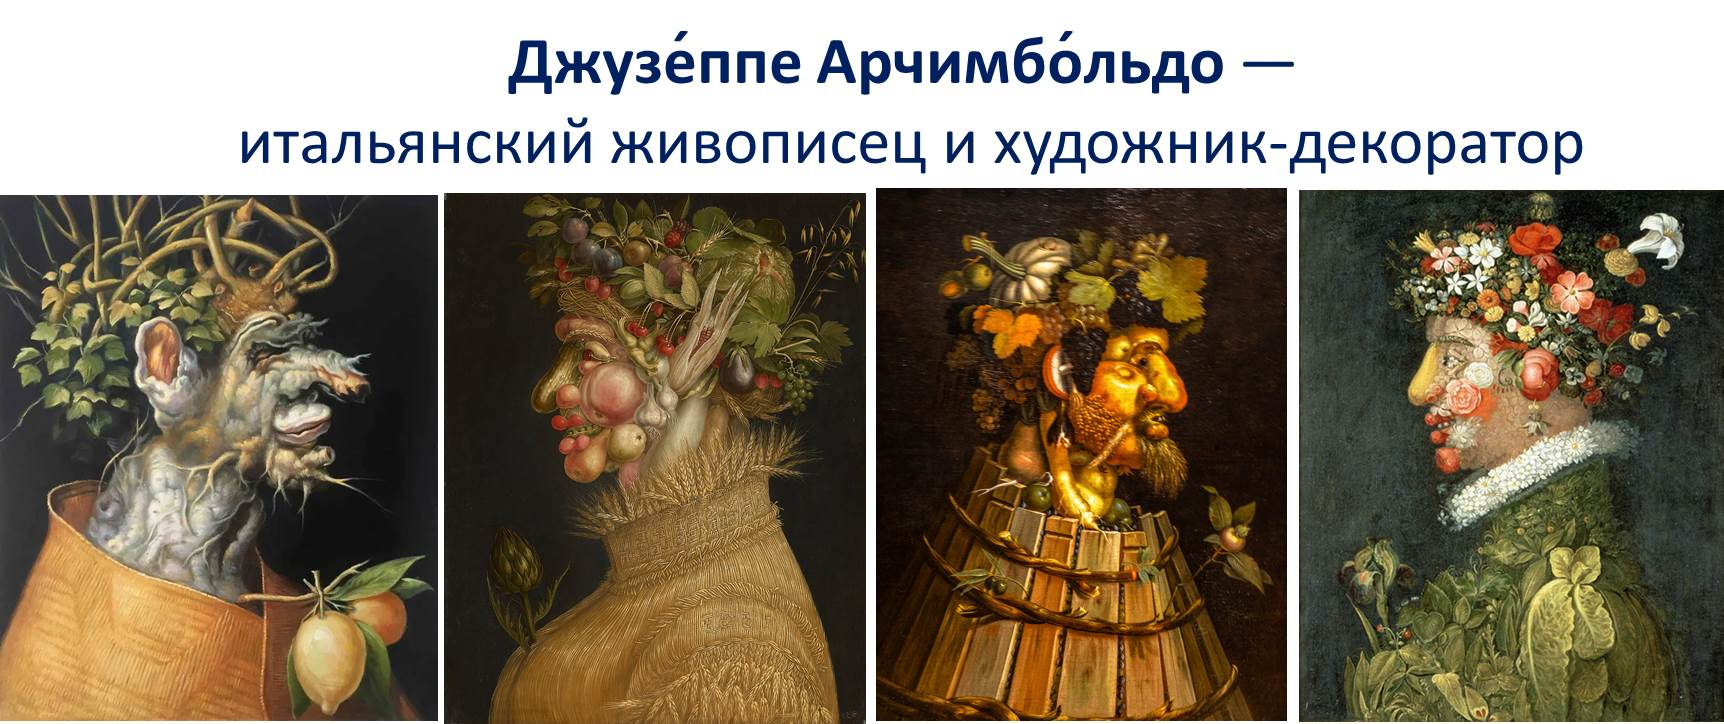 Джузе́ппе Арчимбо́льдо —
итальянский живописец и художник-декоратор